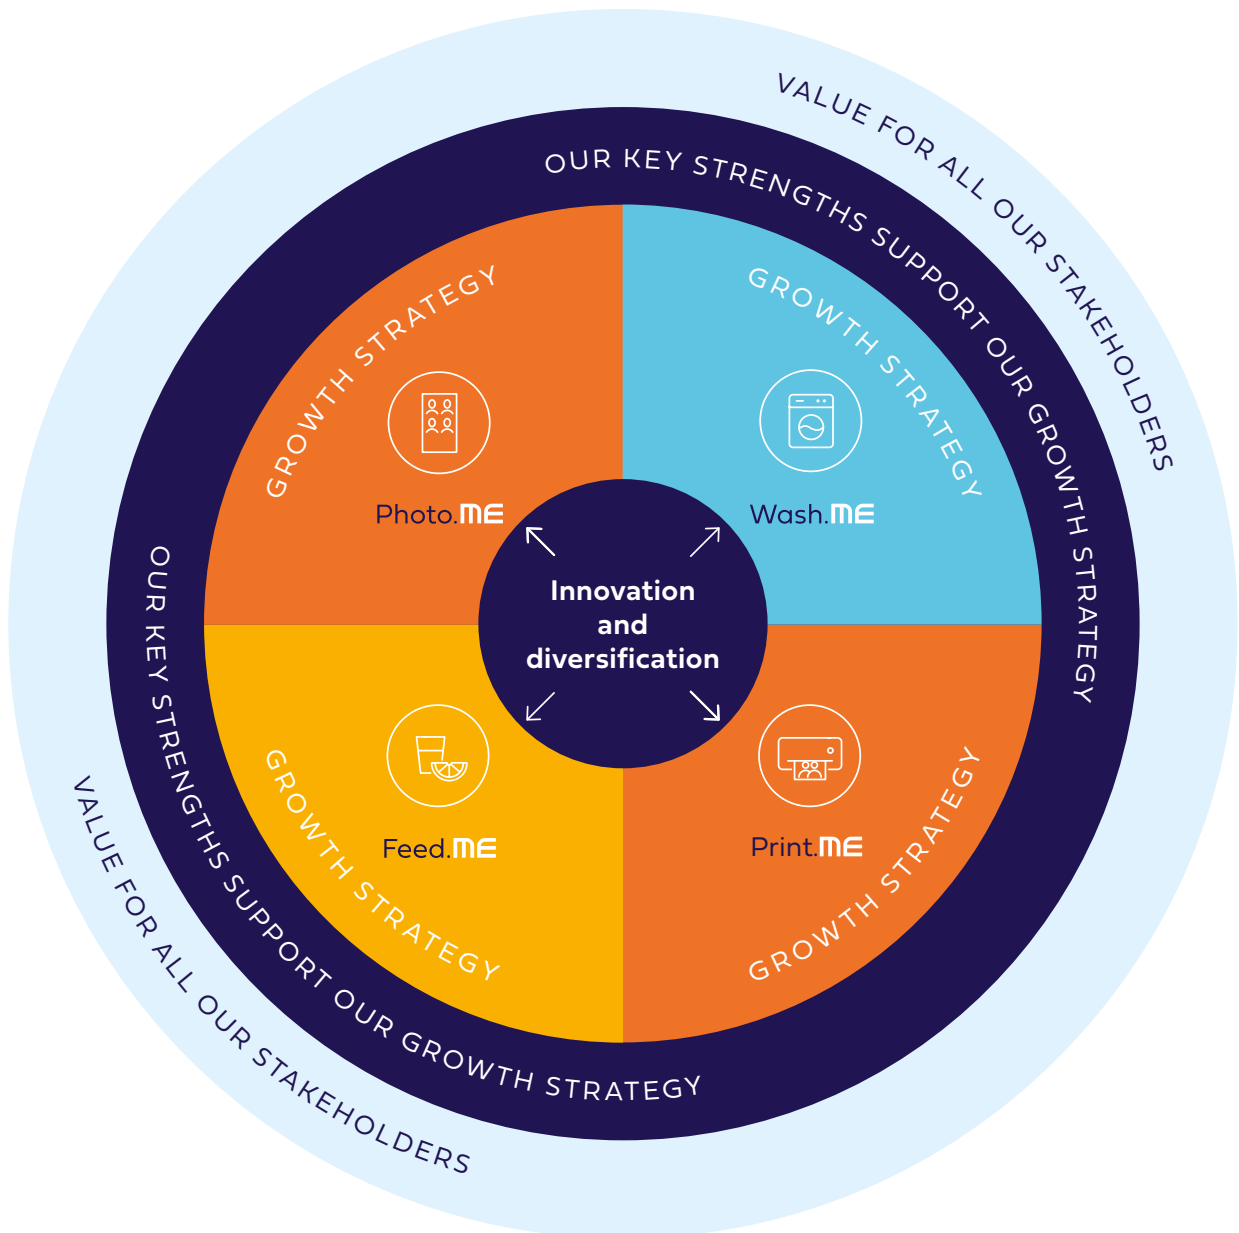 VALUE FOR ALL OUR STAKEHOLDERS
OUR KEY STRENGTHS SUPPORT OUR GROWTH STRATEGY
GROWTH STRATEGY
Photo.ME
GROWTH STRATEGY
Wash.ME
Innovation
and
diversification
GROWTH STRATEGY
Feed.ME
GROWTH STRATEGY
Print.ME
OUR KEY STRENGTHS SUPPORT OUR GROWTH STRATEGY
VALUE FOR ALL OUR STAKEHOLDERS